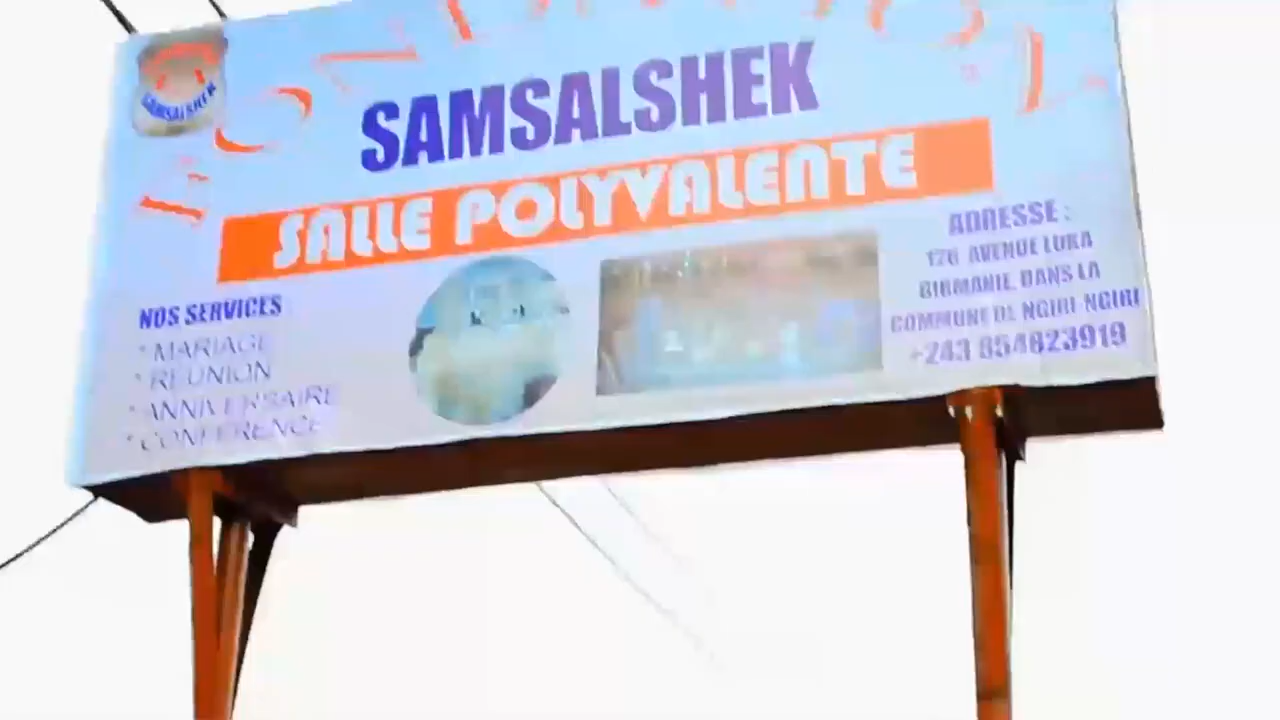 SAMSALSHEK
SAMSALSHEK
SALLE POLYVALENTE
NOS SERVICES
* MARIAGE
* REUNION
* ANNIVERSAIRE
* CONFERENCE
ADRESSE :
AVENUE LUKA
BIRMANIE, DANS LA
COMMUNE DE NGIRI-NGIRI
+243 854823919